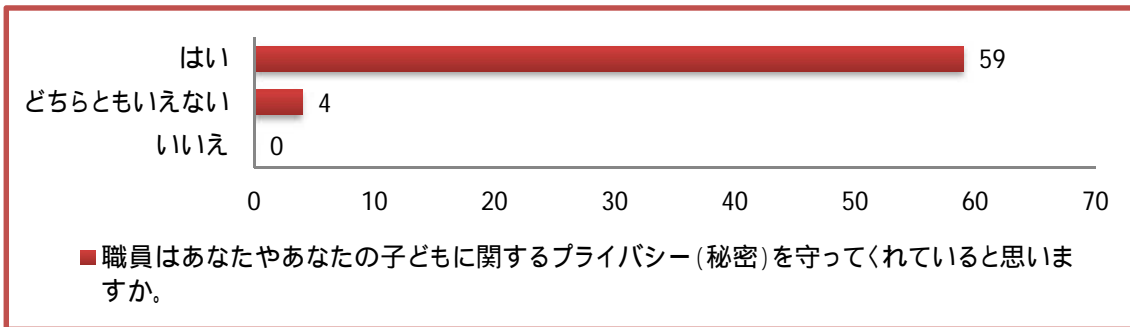 はい 59
どちらともいえない 4
いいえ 0
0 10 20 30 40 50 60 70
職員はあなたやあなたの子どもに関するプライバシー(秘密)を守ってくれていると思いま
すか。